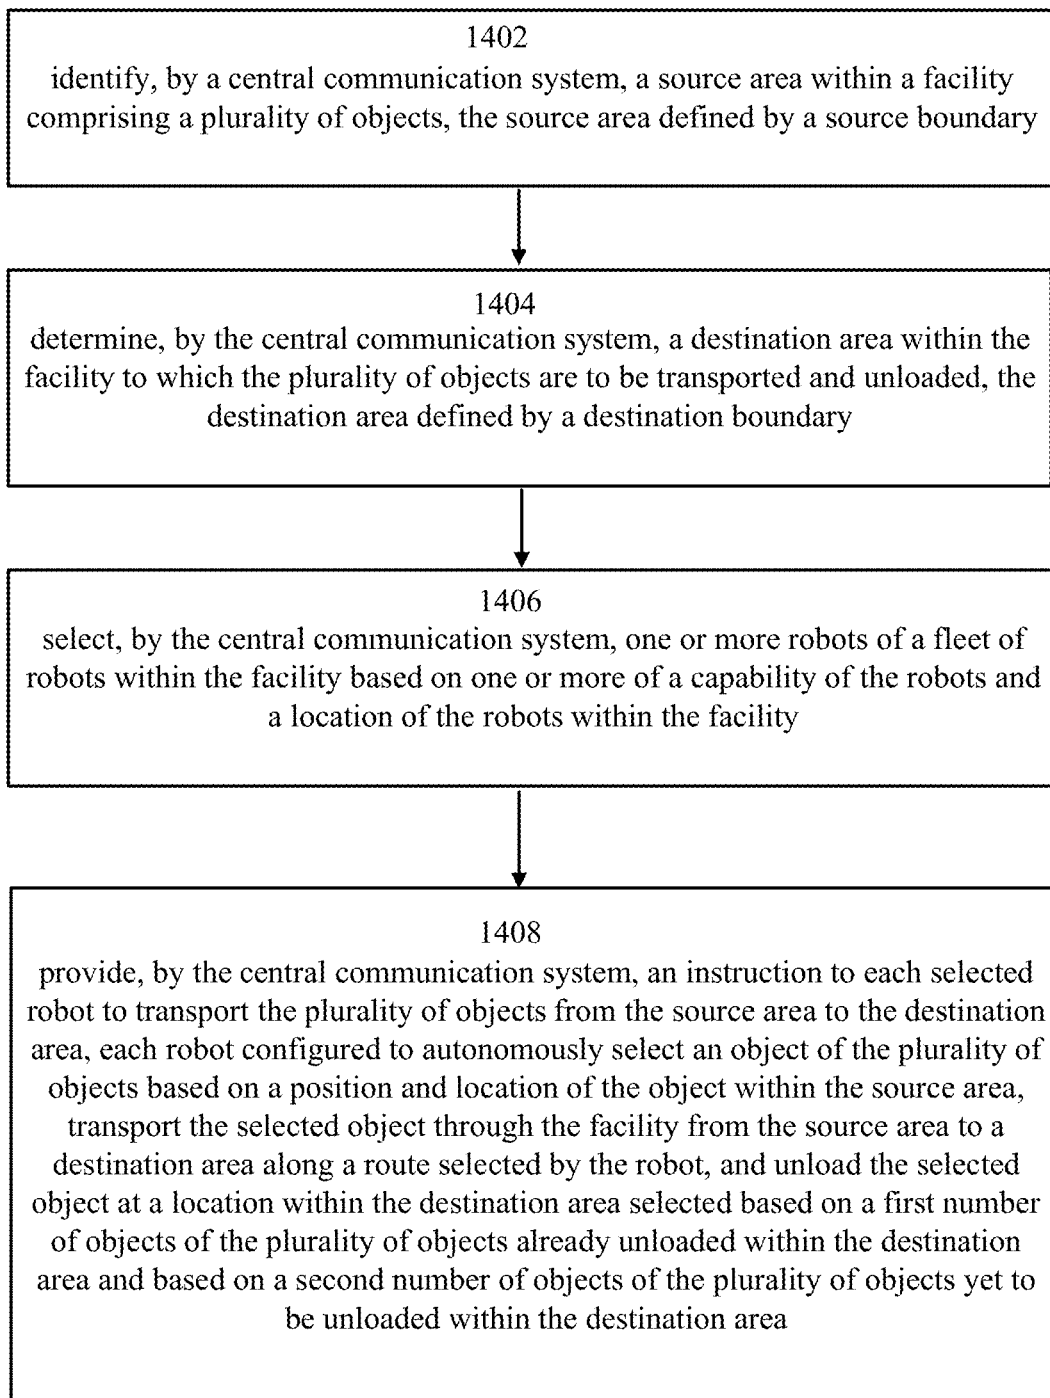 1402
identify, by a central communication system, a source area within a facility
comprising a plurality of objects, the source area defined by a source boundary
1404
determine, by the central communication system, a destination area within the
facility to which the plurality of objects are to be transported and unloaded, the
destination area defined by a destination boundary
1406
select, by the central communication system, one or more robots of a fleet of
robots within the facility based on one or more of a capability of the robots and
a location of the robots within the facility
1408
provide, by the central communication system, an instruction to each selected
robot to transport the plurality of objects from the source area to the destination
area, each robot configured to autonomously select an object of the plurality of
objects based on a position and location of the object within the source area,
transport the selected object through the facility from the source area to a
destination area along a route selected by the robot, and unload the selected
object at a location within the destination area selected based on a first number
of objects of the plurality of objects already unloaded within the destination
area and based on a second number of objects of the plurality of objects yet to
be unloaded within the destination area